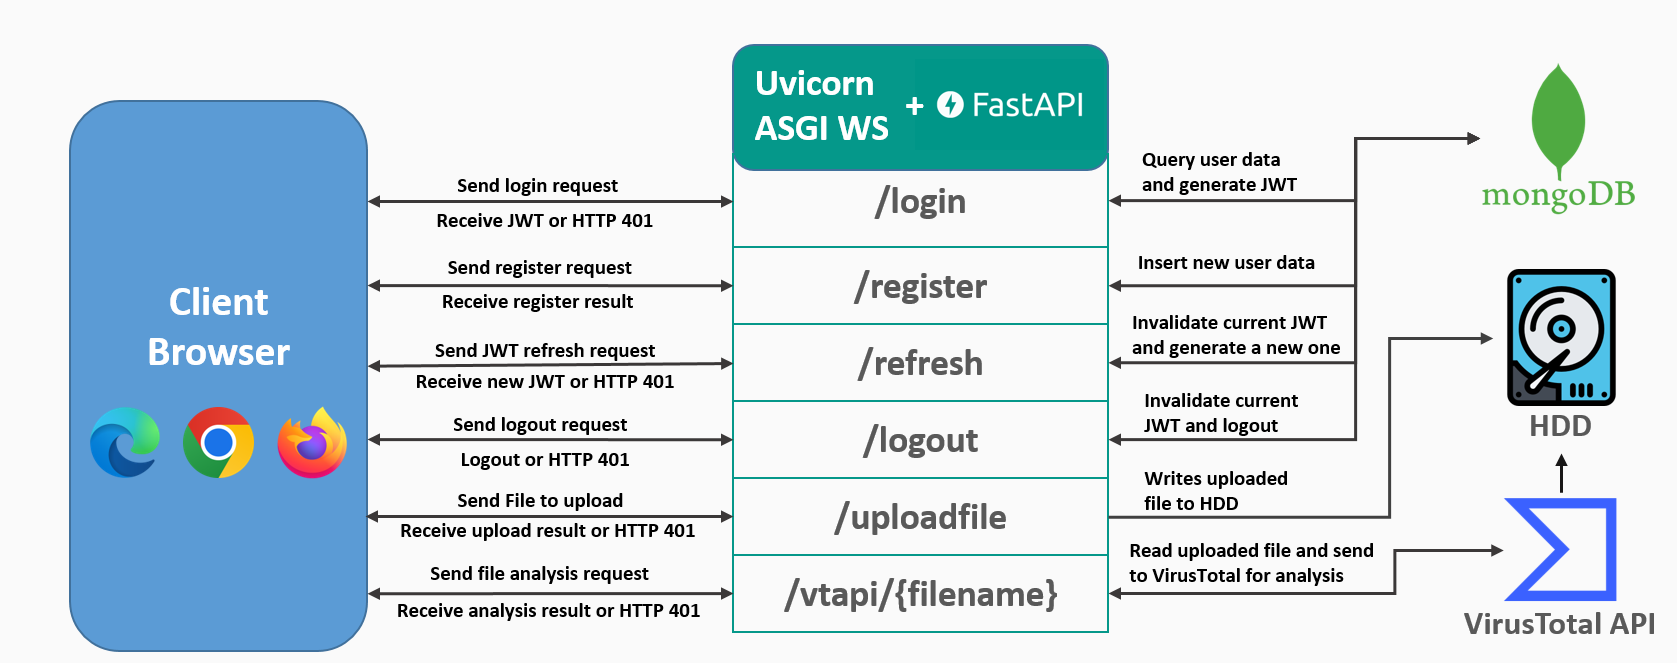 Uvicorn
ASGI WS
+
FastAPI
Client
Browser
Send login request
Receive JWT or HTTP 401
/login
Query user data
and generate JWT
mongoDB
Send register request
Receive register result
/register
Insert new user data
Send JWT refresh request
Receive new JWT or HTTP 401
/refresh
Invalidate current JWT
and generate a new one
Send logout request
Logout or HTTP 401
/logout
Invalidate current
JWT and logout
HDD
Send File to upload
Receive upload result or HTTP 401
/uploadfile
Writes uploaded
file to HDD
Send file analysis request
Receive analysis result or HTTP 401
/vtapi/{filename}
Read uploaded file and send
to VirusTotal for analysis
VirusTotal API